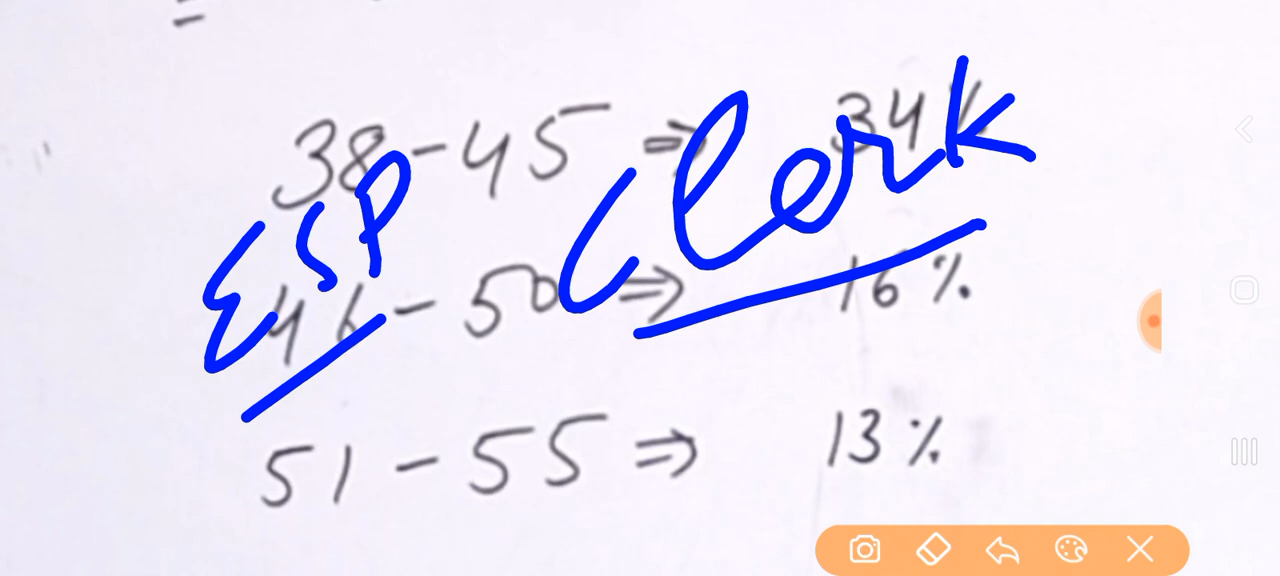 38-45 ⇒ 34%
ESP Clerk
46-50 ⇒ 16%
51-55 ⇒ 13%